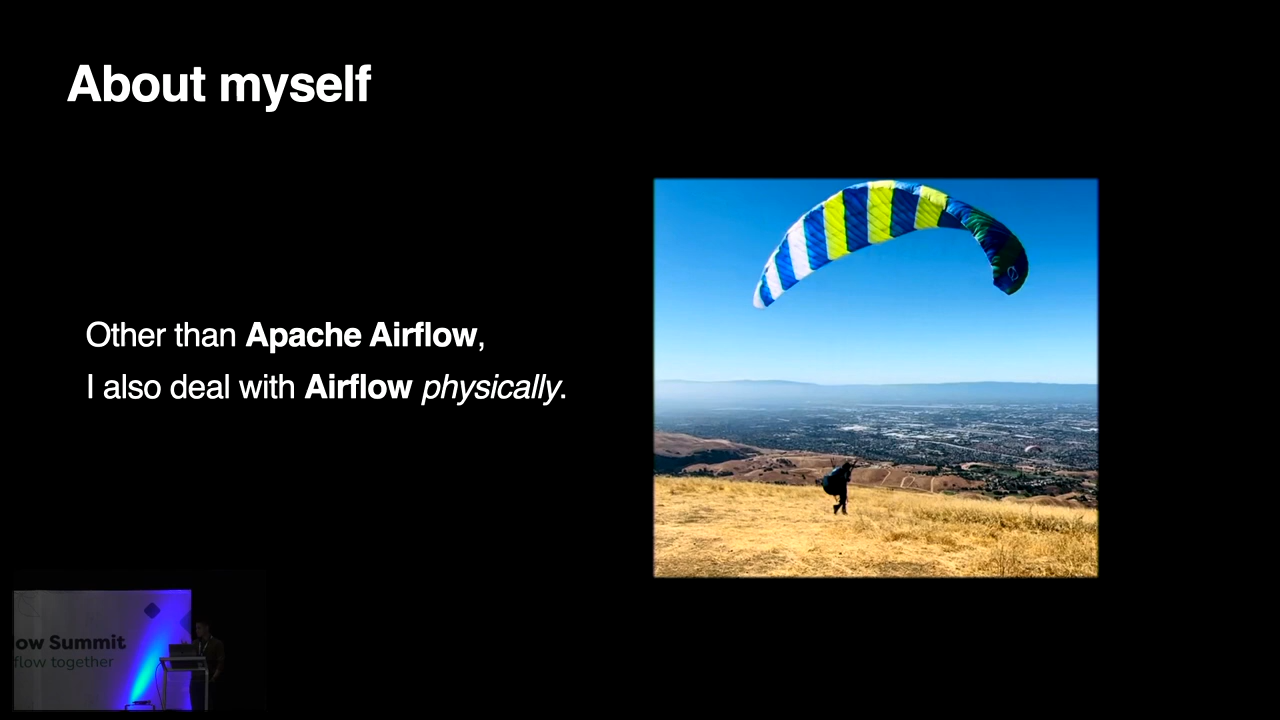 About myself
Other than Apache Airflow,
I also deal with Airflow physically.
ow Summit
flow together